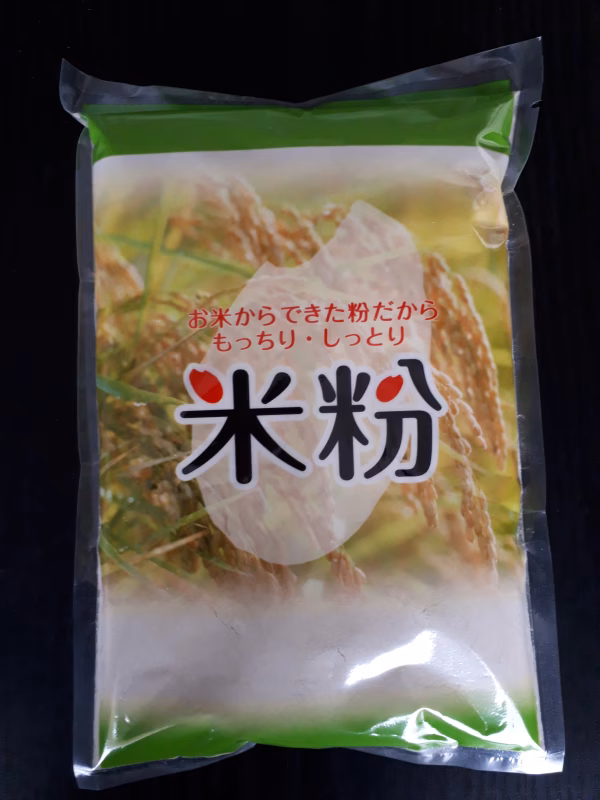 お米からできた粉だから
もっちり・しっとり
米粉